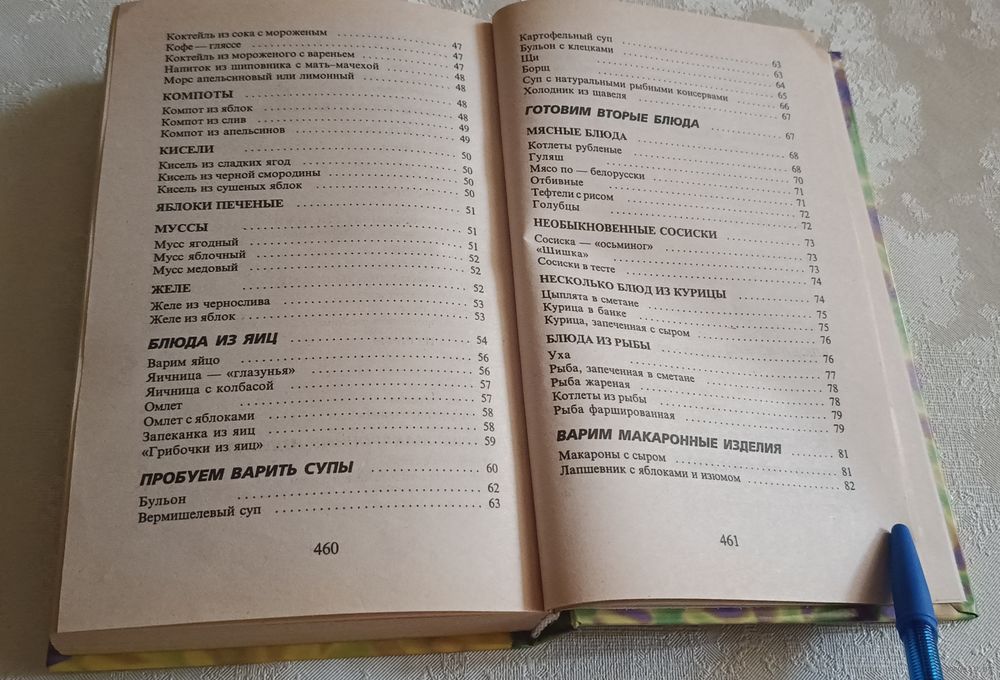 Коктейль из сока с мороженым 47
Кофе — гляссе 47
Коктейль из мороженого с вареньем 47
Напиток из шиповника с мать–мачехой 48
Морс апельсиновый или лимонный 48
КОМПОТЫ 48
Компот из яблок 48
Компот из слив 49
Компот из апельсинов 49
КИСЕЛИ 50
Кисель из сладких ягод 50
Кисель из черной смородины 50
Кисель из сушеных яблок 50
ЯБЛОКИ ПЕЧЕНЫЕ 51
МУССЫ 51
Мусс ягодный 51
Мусс яблочный 52
Мусс медовый 52
ЖЕЛЕ 52
Желе из чернослива 53
Желе из яблок 53
БЛЮДА ИЗ ЯИЦ 54
Варим яйцо 56
Яичница — «глазунья» 56
Яичница с колбасой 57
Омлет 57
Омлет с яблоками 58
Запеканка из яиц 58
«Грибочки из яиц» 59
ПРОБУЕМ ВАРИТЬ СУПЫ 60
Бульон 62
Вермишелевый суп 63
460
Картофельный суп 63
Бульон с клецками 63
Щи 64
Борщ 65
Суп с натуральными рыбными консервами 66
Холодник из щавеля 67
ГОТОВИМ ВТОРЫЕ БЛЮДА 67
МЯСНЫЕ БЛЮДА 68
Котлеты рубленые 68
Гуляш 70
Мясо по — белорусски 71
Отбивные 71
Тефтели с рисом 72
Голубцы 72
НЕОБЫКНОВЕННЫЕ СОСИСКИ 73
Сосиска — «осьминог» 73
«Шишка» 73
Сосиски в тесте 74
НЕСКОЛЬКО БЛЮД ИЗ КУРИЦЫ 74
Цыплята в сметане 75
Курица в банке 75
Курица, запеченная с сыром 76
БЛЮДА ИЗ РЫБЫ 76
Уха 77
Рыба, запеченная в сметане 78
Рыба жареная 78
Котлеты из рыбы 79
Рыба фаршированная 79
ВАРИМ МАКАРОННЫЕ ИЗДЕЛИЯ 81
Макароны с сыром 81
Лапшевник с яблоками и изюмом 82
461